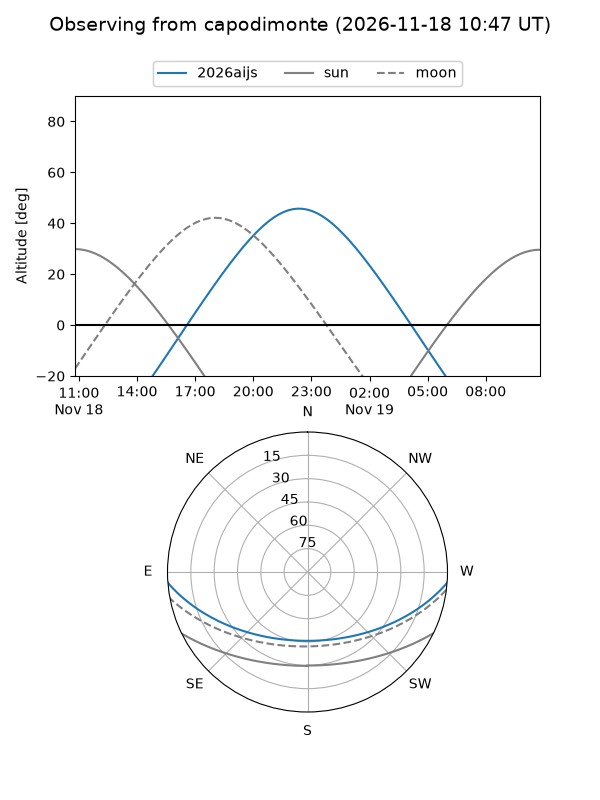 Observing from capodimonte (2026-11-18 10:47 UT)
2026aijs sun moon
Altitude [deg]
80
60
40
20
0
−20
11:00 14:00 17:00 20:00 23:00 02:00 05:00 08:00
Nov 18 Nov 19
N
NE NW
15
30
45
60
75
E W
SE SW
S